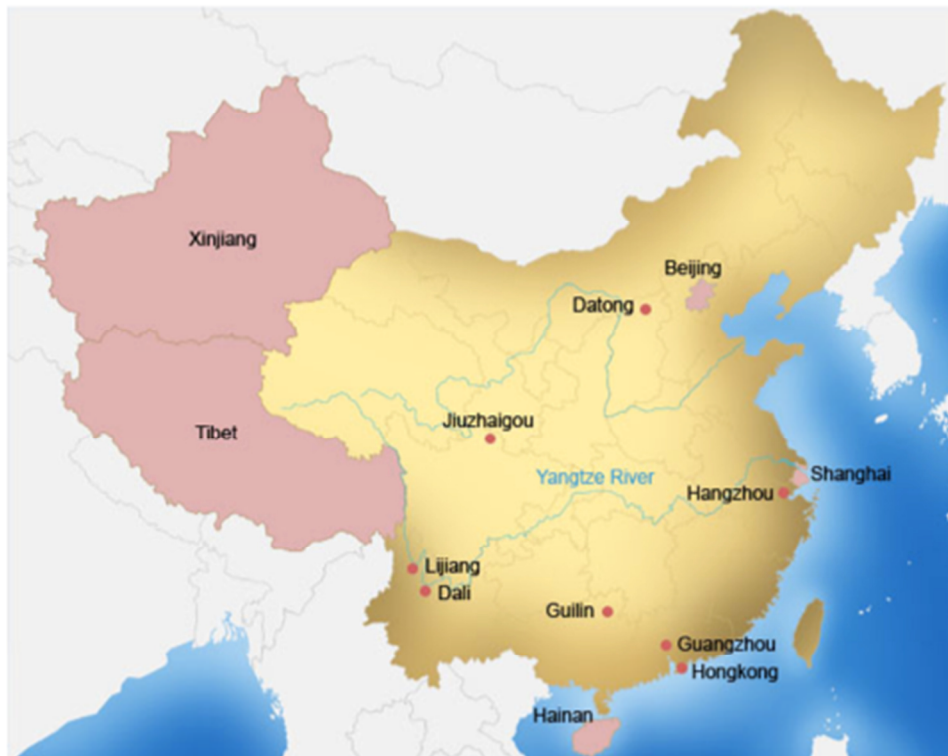 Xinjiang
Beijing
Datong
Tibet
Jiuzhaigou
Yangtze River
Shanghai
Hangzhou
Lijiang
Dali
Guilin
Guangzhou
Hongkong
Hainan